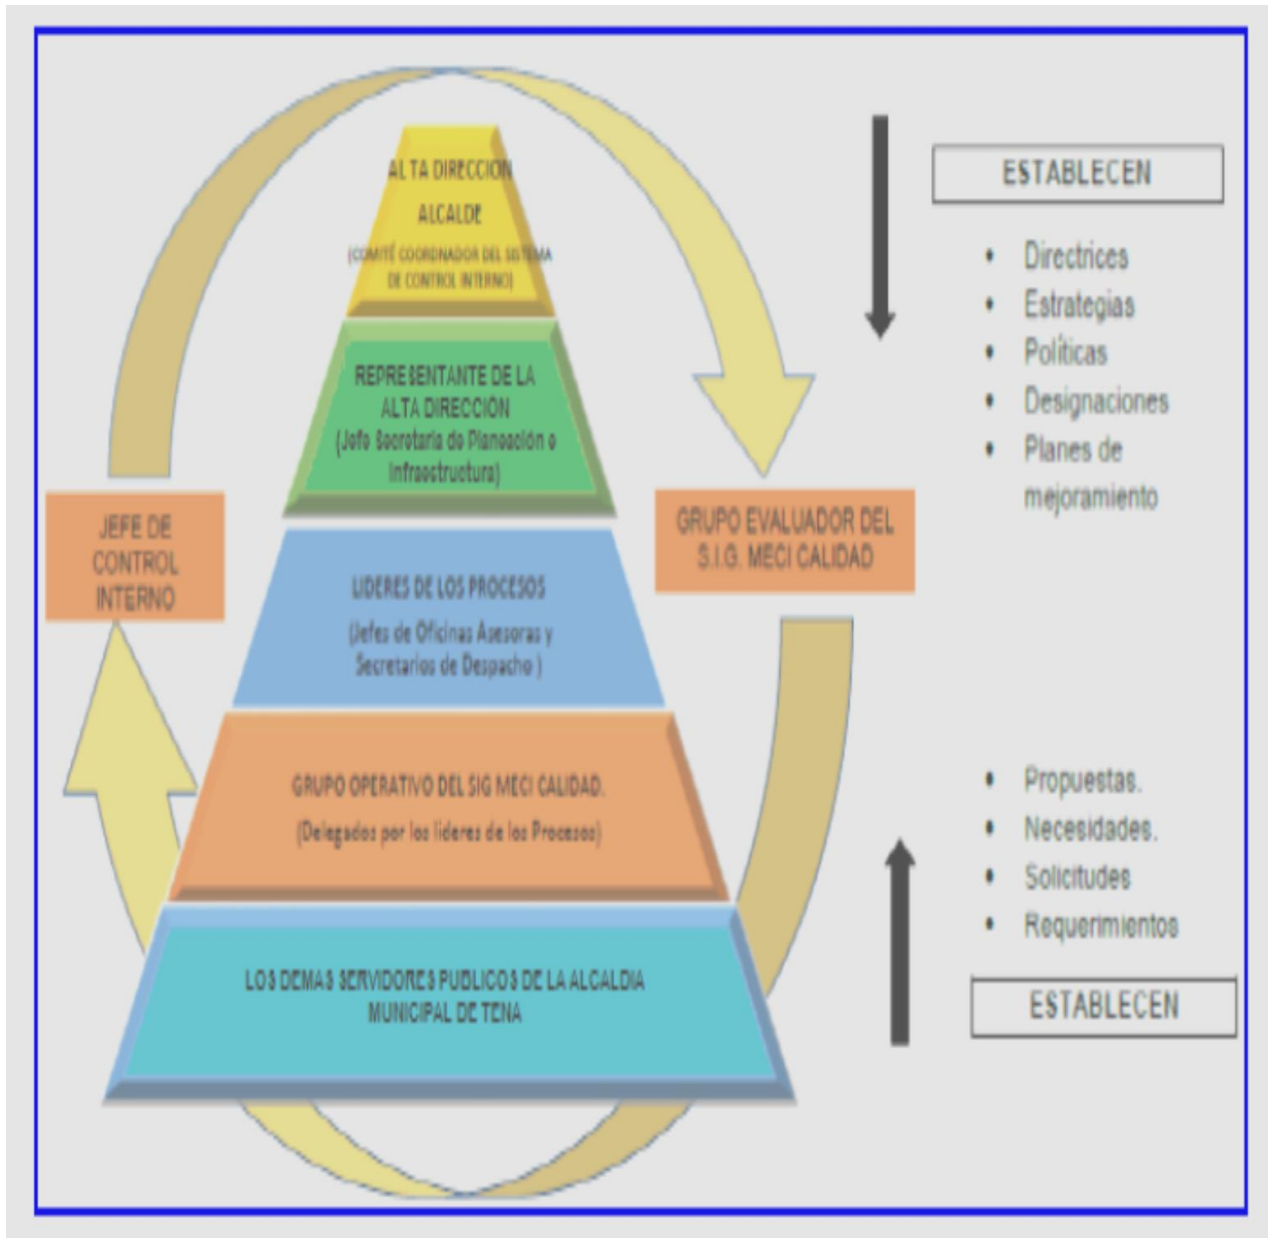 ALTA DIRECCION
ALCALDE
(COMITÉ COORDNADOR DEL SISTEMA
DE CONTROL INTERNO)
REPRESENTANTE DE LA
ALTA DIRECCIÓN
(Jefe Secretaria de Planeación e
Infraestructura)
LIDERES DE LOS PROCESOS
(Jefes de Oficinas Asesoras y
Secretarios de Despacho )
GRUPO OPERATIVO DEL SIG MECI CALIDAD.
(Delegados por los lideres de los Procesos)
LOS DEMAS SERVIDORES PUBLICOS DE LA ALCALDIA
MUNICIPAL DE TENA
JEFE DE
CONTROL
INTERNO
GRUPO EVALUADOR DEL
S.I.G. MECI CALIDAD
ESTABLECEN
• Directrices
• Estrategias
• Políticas
• Designaciones
• Planes de
mejoramiento
• Propuestas.
• Necesidades.
• Solicitudes
• Requerimientos
ESTABLECEN